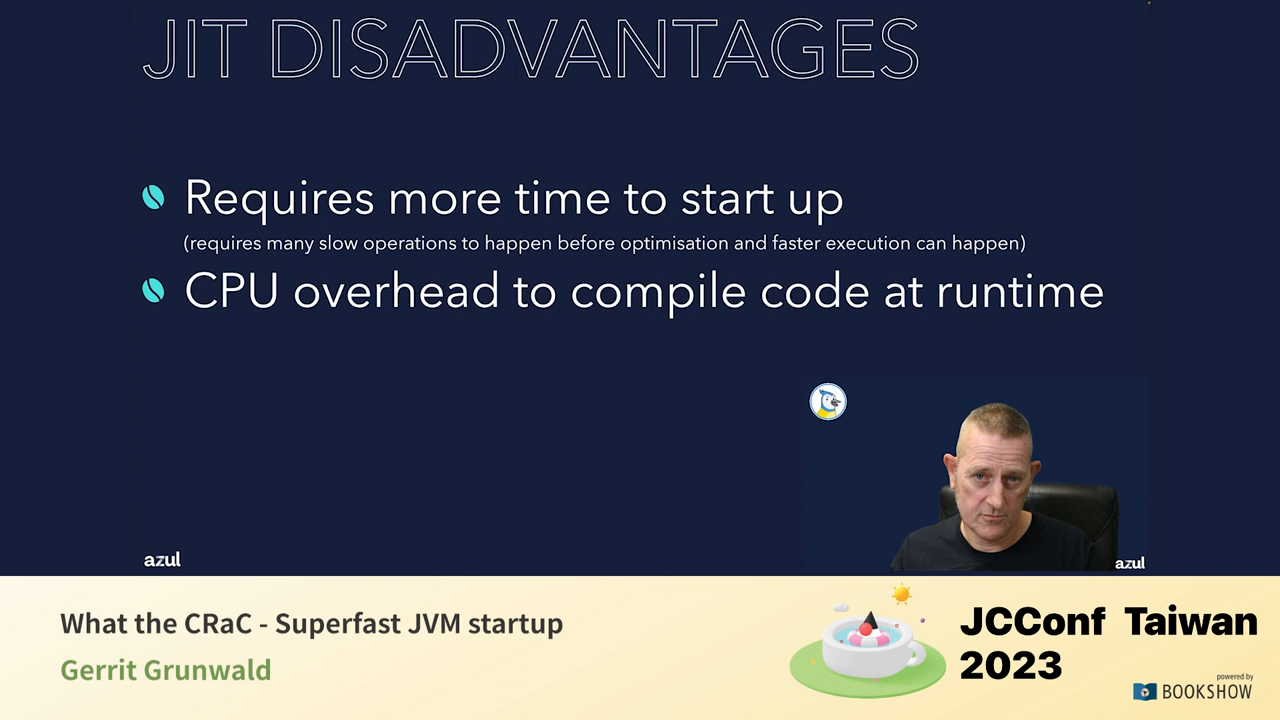 JIT DISADVANTAGES
Requires more time to start up
(requires many slow operations to happen before optimisation and faster execution can happen)
CPU overhead to compile code at runtime
azul
azul
What the CRaC - Superfast JVM startup
Gerrit Grunwald
JCConf Taiwan
2023
powered by
BOOKSHOW